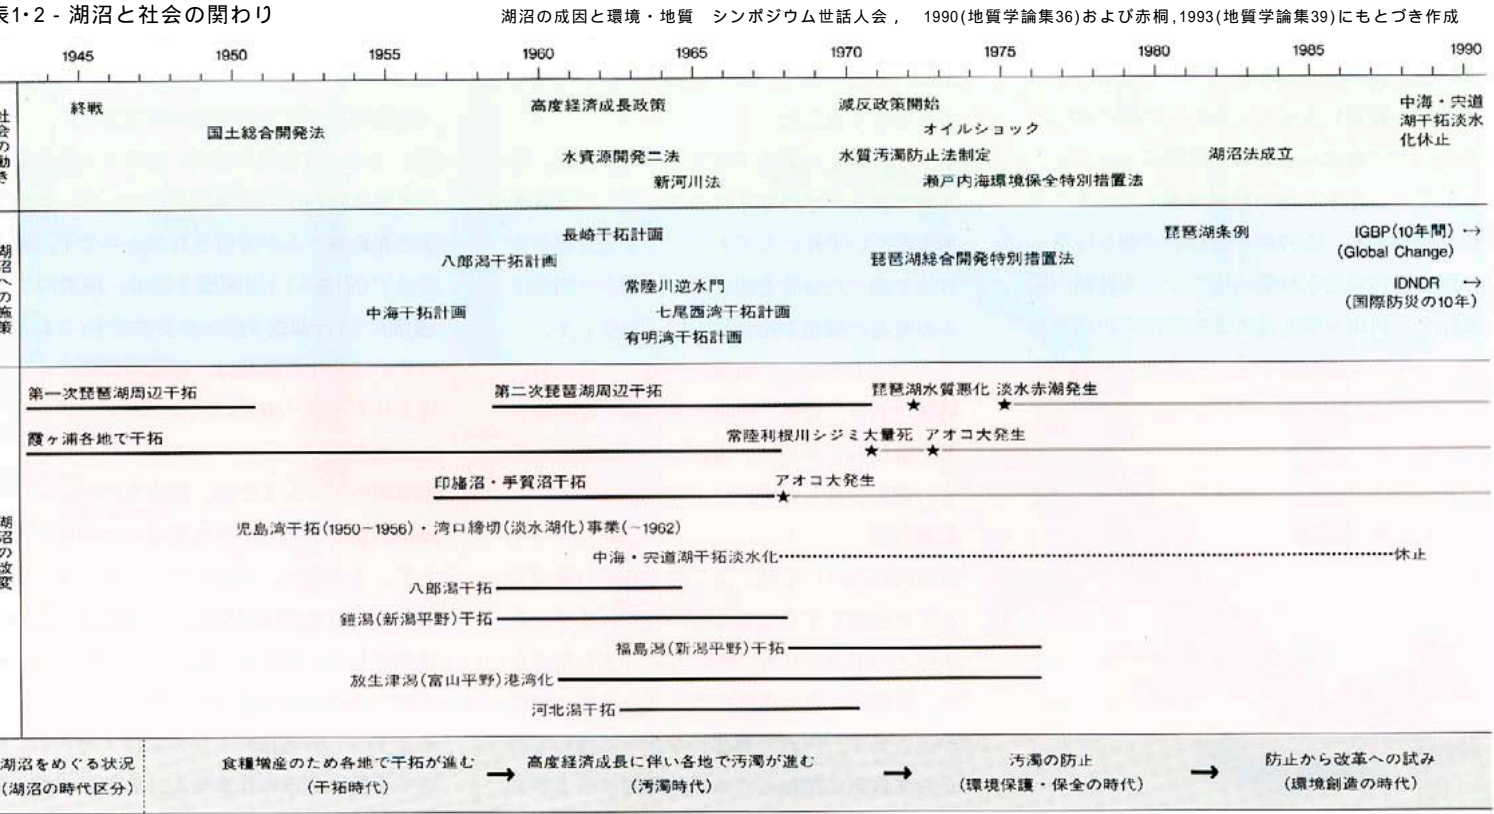 表1・2 - 湖沼と社会の関わり
湖沼の成因と環境・地質 シンポジウム世話人会, 1990(地質学論集36)および赤桐,1993(地質学論集39)にもとづき作成
1945 1950 1955 1960 1965 1970 1975 1980 1985 1990
社会の動き
終戦
高度経済成長政策
減反政策開始
中海・宍道
湖干拓淡水
化休止
国土総合開発法
オイルショック
水資源開発二法
水質汚濁防止法制定
湖沼法成立
新河川法
瀬戸内海環境保全特別措置法
湖沼への施策
長崎干拓計画
琵琶湖条例
IGBP(10年間) →
(Global Change)
八郎潟干拓計画
琵琶湖総合開発特別措置法
常陸川逆水門
IDNDR →
(国際防災の10年)
中海干拓計画
七尾西湾干拓計画
有明湾干拓計画
湖沼の改変
第一次琵琶湖周辺干拓
第二次琵琶湖周辺干拓
琵琶湖水質悪化 淡水赤潮発生
霞ヶ浦各地で干拓
常陸利根川シジミ大量死 アオコ大発生
印旛沼・手賀沼干拓
アオコ大発生
児島湾干拓(1950-1956)・湾口締切(淡水湖化)事業(~1962)
中海・宍道湖干拓淡水化
休止
八郎潟干拓
鎧潟(新潟平野)干拓
福島潟(新潟平野)干拓
放生津潟(富山平野)港湾化
河北潟干拓
湖沼をめぐる状況
(湖沼の時代区分)
食糧増産のため各地で干拓が進む
(干拓時代)
→
高度経済成長に伴い各地で汚濁が進む
(汚濁時代)
→
汚濁の防止
(環境保護・保全の時代)
→
防止から改革への試み
(環境創造の時代)